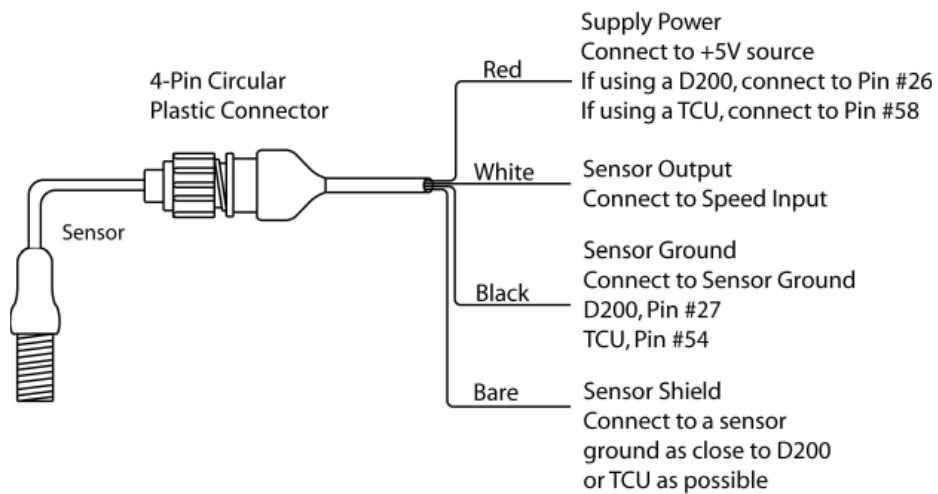 Supply Power
Connect to +5V source
If using a D200, connect to Pin #26
If using a TCU, connect to Pin #58
Red
4-Pin Circular
Plastic Connector
White
Sensor Output
Connect to Speed Input
Sensor
Sensor Ground
Connect to Sensor Ground
D200, Pin #27
TCU, Pin #54
Black
Bare
Sensor Shield
Connect to a sensor
ground as close to D200
or TCU as possible